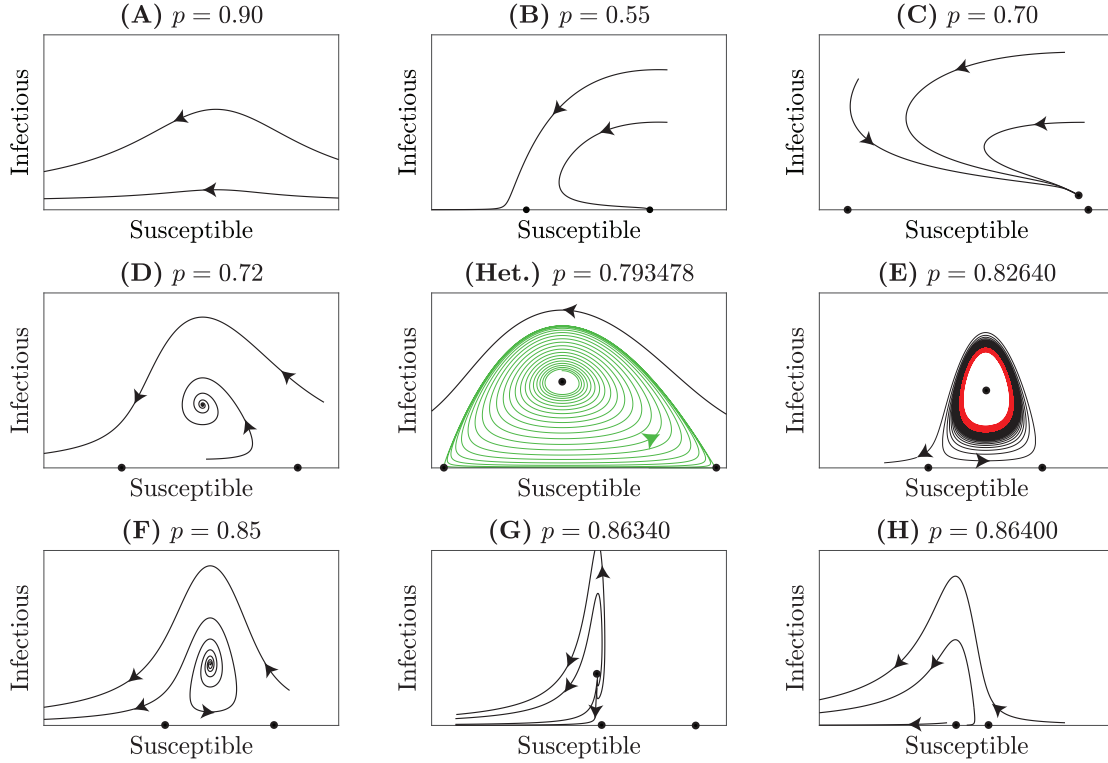 (A) p = 0.90
(B) p = 0.55
(C) p = 0.70
Infectious
Infectious
Infectious
Susceptible
Susceptible
Susceptible
(D) p = 0.72
(Het.) p = 0.793478
(E) p = 0.82640
Infectious
Infectious
Infectious
Susceptible
Susceptible
Susceptible
(F) p = 0.85
(G) p = 0.86340
(H) p = 0.86400
Infectious
Infectious
Infectious
Susceptible
Susceptible
Susceptible